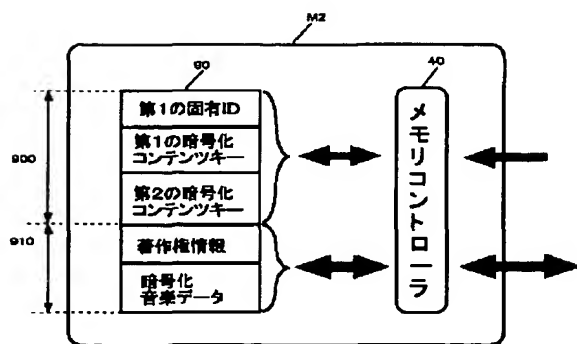 M2
90
40
第1の固有ID
第1の暗号化
コンテンツキー
第2の暗号化
コンテンツキー
著作権情報
暗号化
音楽データ
900
910
メモリコントローラ